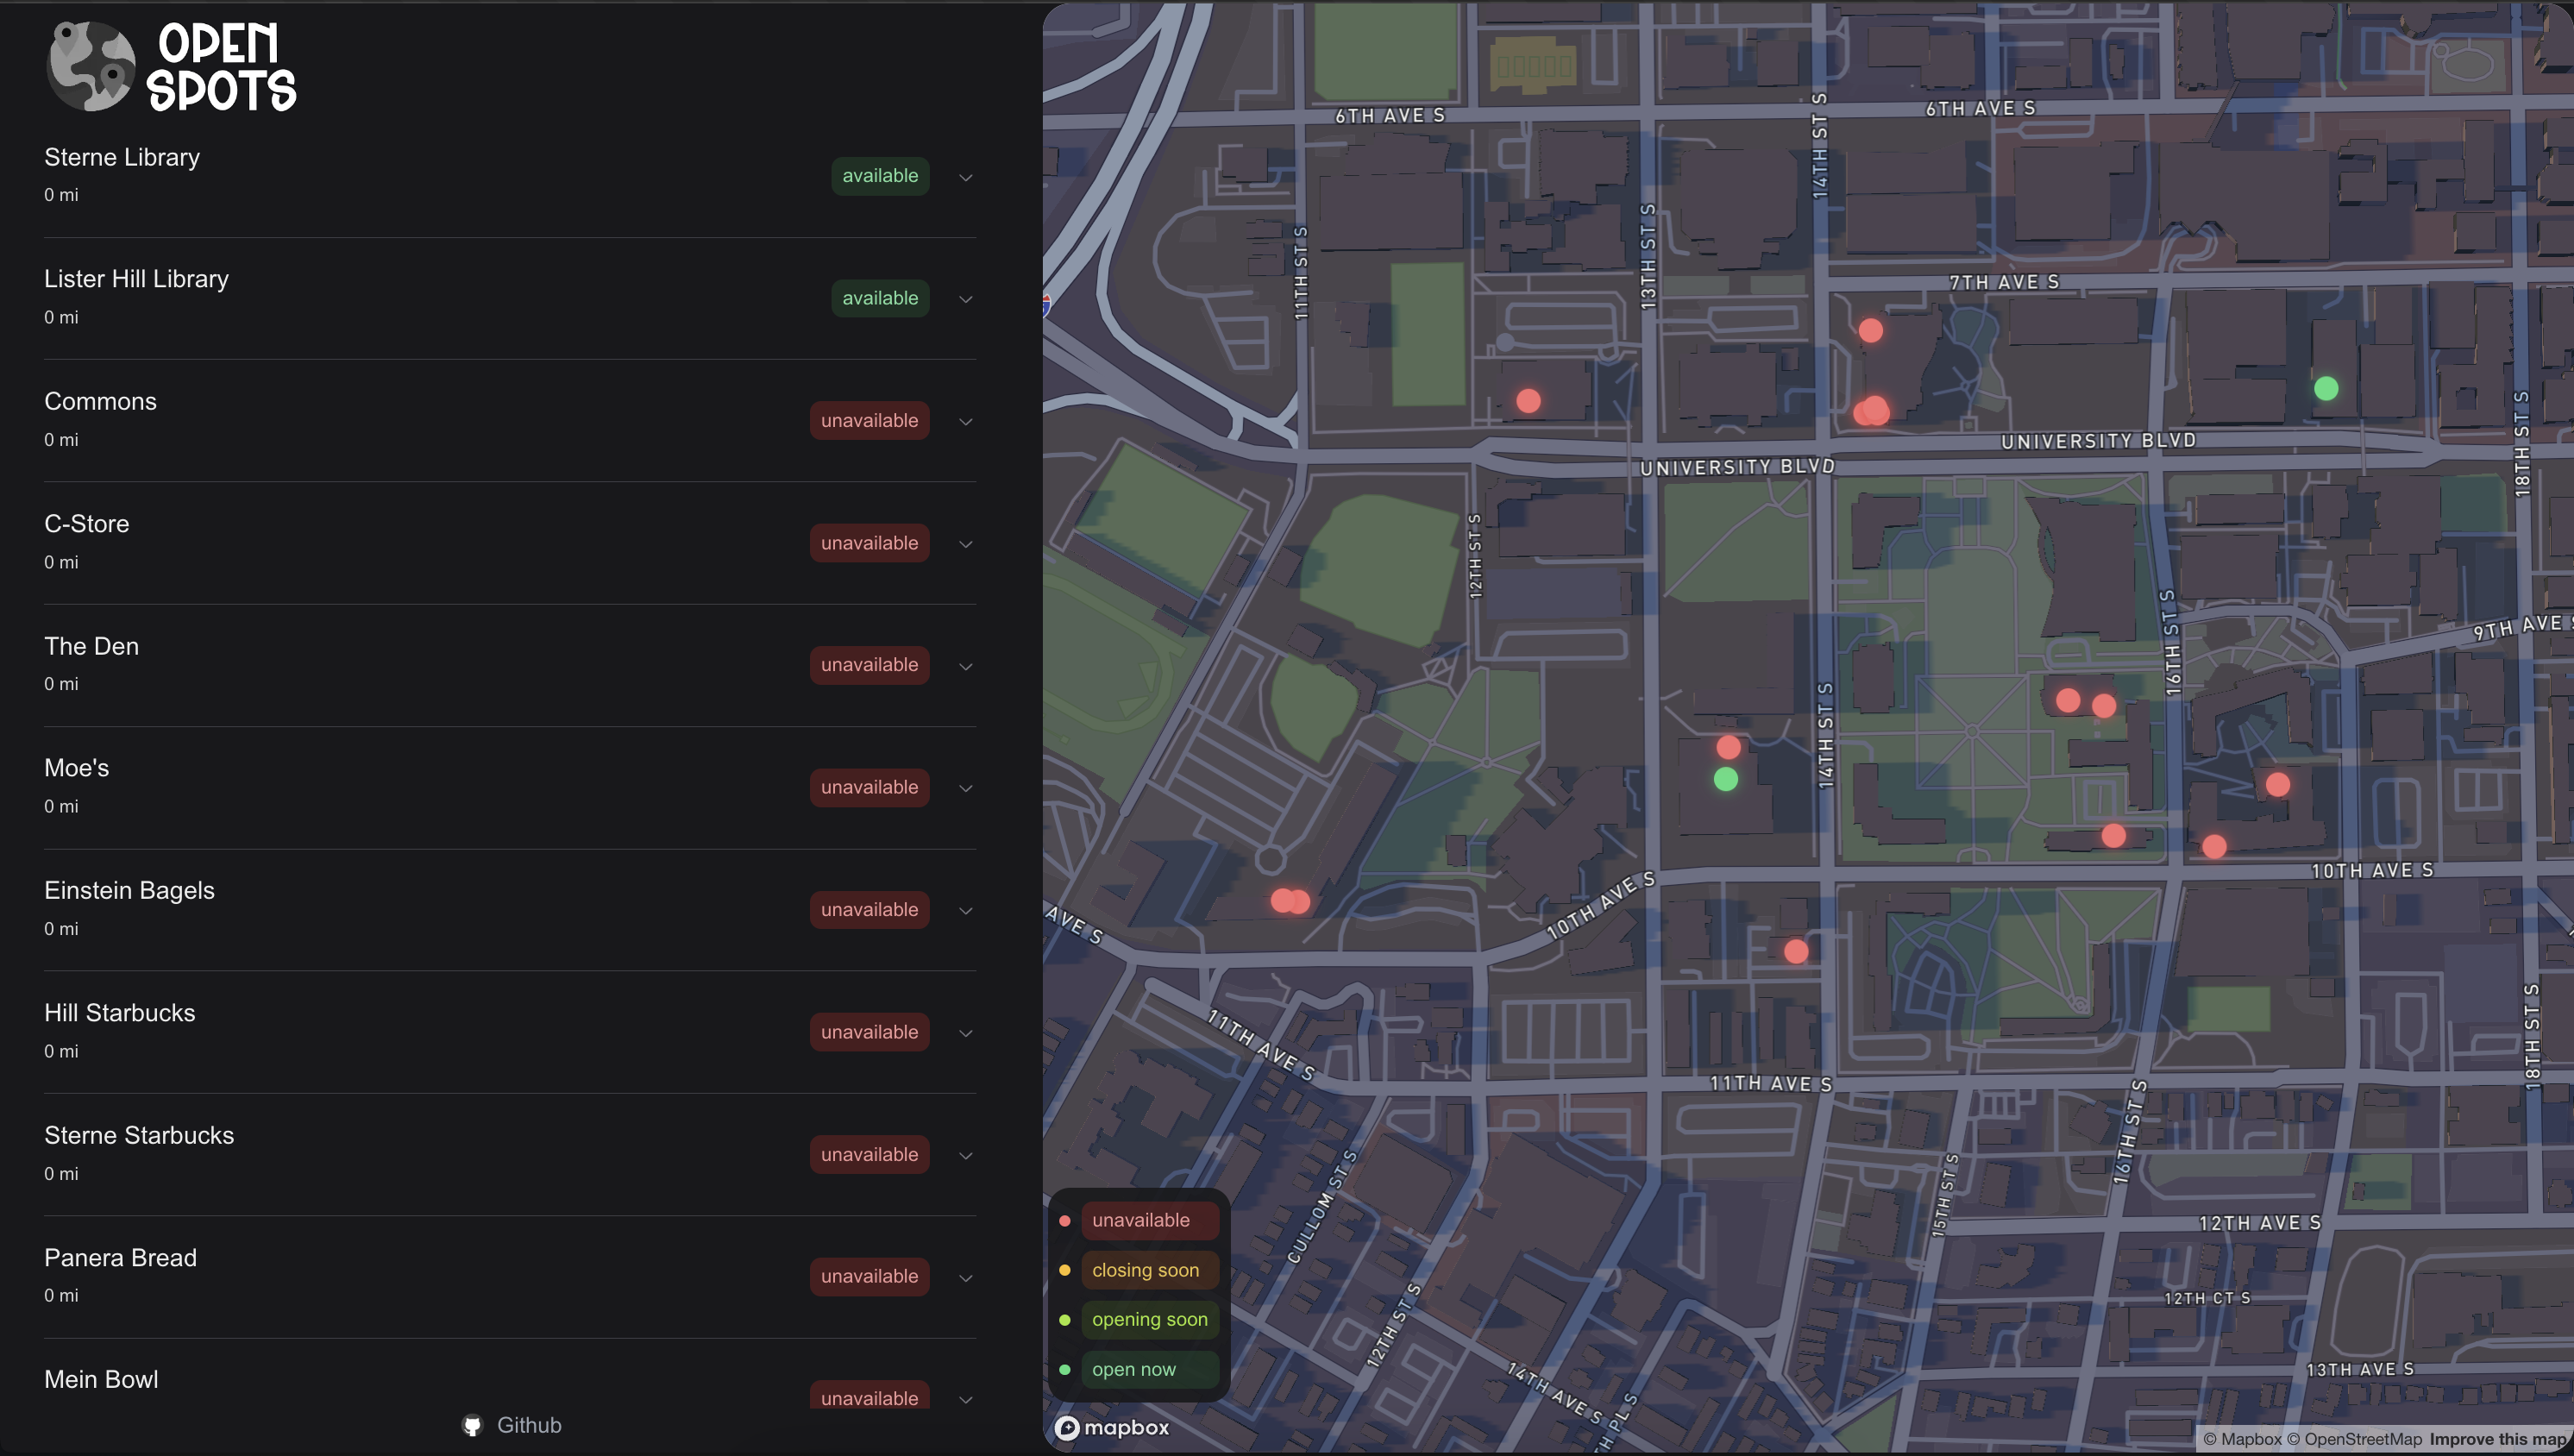 OPEN
SPOTS
Sterne Library
0 mi
available
Lister Hill Library
0 mi
available
Commons
0 mi
unavailable
C-Store
0 mi
unavailable
The Den
0 mi
unavailable
Moe's
0 mi
unavailable
Einstein Bagels
0 mi
unavailable
Hill Starbucks
0 mi
unavailable
Sterne Starbucks
0 mi
unavailable
Panera Bread
0 mi
unavailable
Mein Bowl
unavailable
Github
6TH AVE S
6TH AVE S
14TH ST S
13TH ST S
11TH ST S
7TH AVE S
UNIVERSITY BLVD
UNIVERSITY BLVD
18TH ST S
12TH ST S
16TH ST S
9TH AVE S
14TH ST S
10TH AVE S
10TH AVE S
AVE S
11TH AVE S
11TH AVE S
18TH ST S
16TH ST S
15TH ST S
CULLOM ST S
12TH AVE S
12TH CT S
12TH ST S
13TH AVE S
14TH AVE S
TH PL S
unavailable
closing soon
opening soon
open now
mapbox
© Mapbox © OpenStreetMap Improve this map